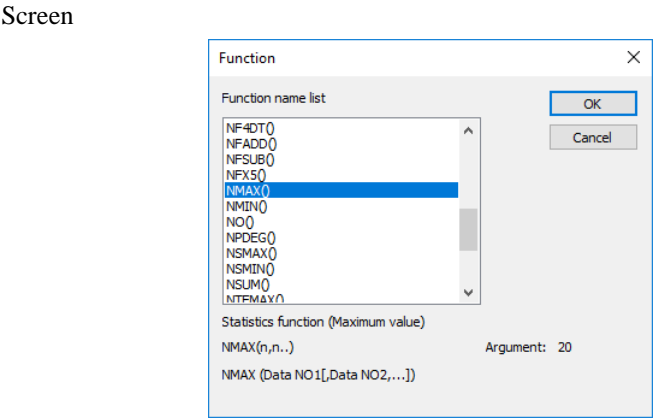 Screen
Function
Function name list
OK
Cancel
NF4DT()
NFADD()
NFSUB()
NFX5()
NMAX()
NMIN()
NO()
NPDEG()
NSMAX()
NSMIN()
NSUM()
NTEMAX()
Statistics function (Maximum value)
NMAX(n,n..) Argument: 20
NMAX (Data NO1[,Data NO2,...])